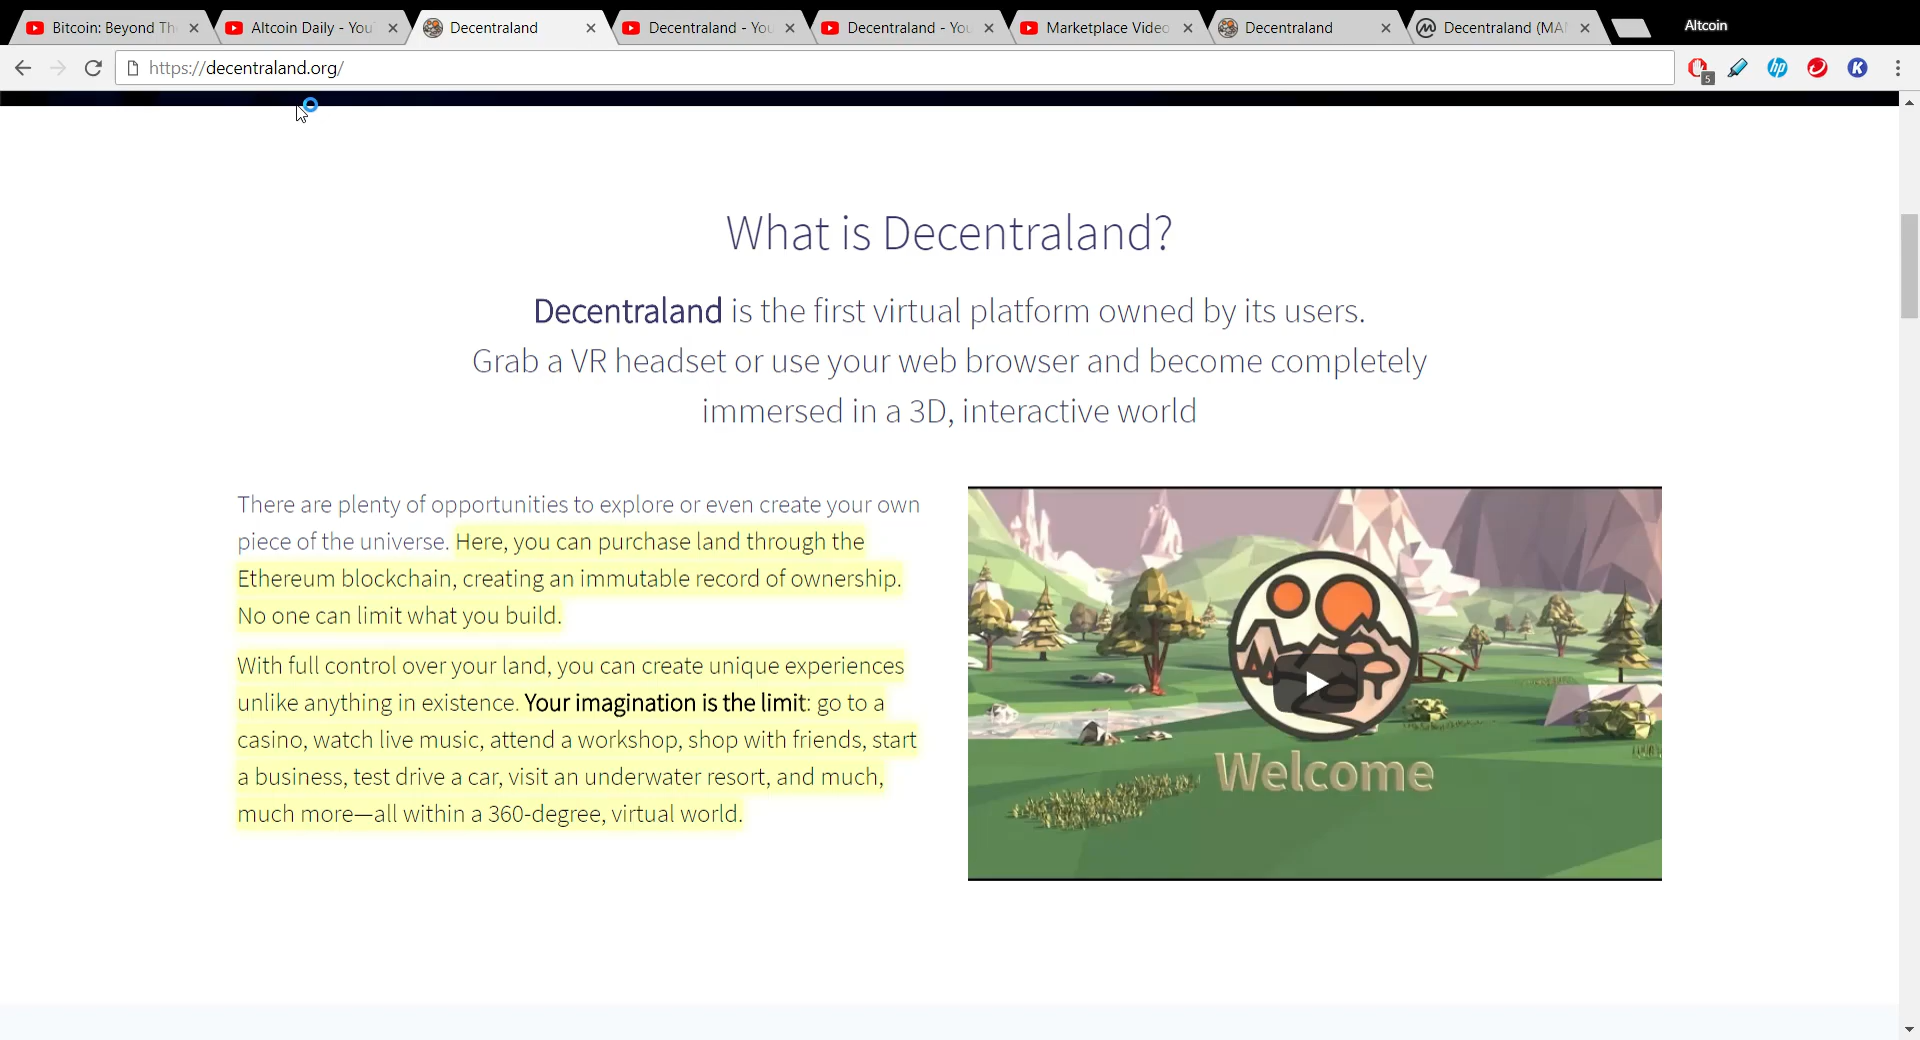 Bitcoin: Beyond Th
Altcoin Daily - You
Decentraland
Decentraland - You
Decentraland - You
Marketplace Video
Decentraland
Decentraland (MAN
Altcoin
https://decentraland.org/
5
hp
K
What is Decentraland?
Decentraland is the first virtual platform owned by its users.
Grab a VR headset or use your web browser and become completely
immersed in a 3D, interactive world
There are plenty of opportunities to explore or even create your own
piece of the universe. Here, you can purchase land through the
Ethereum blockchain, creating an immutable record of ownership.
No one can limit what you build.
With full control over your land, you can create unique experiences
unlike anything in existence. Your imagination is the limit: go to a
casino, watch live music, attend a workshop, shop with friends, start
a business, test drive a car, visit an underwater resort, and much,
much more—all within a 360-degree, virtual world.
Welcome